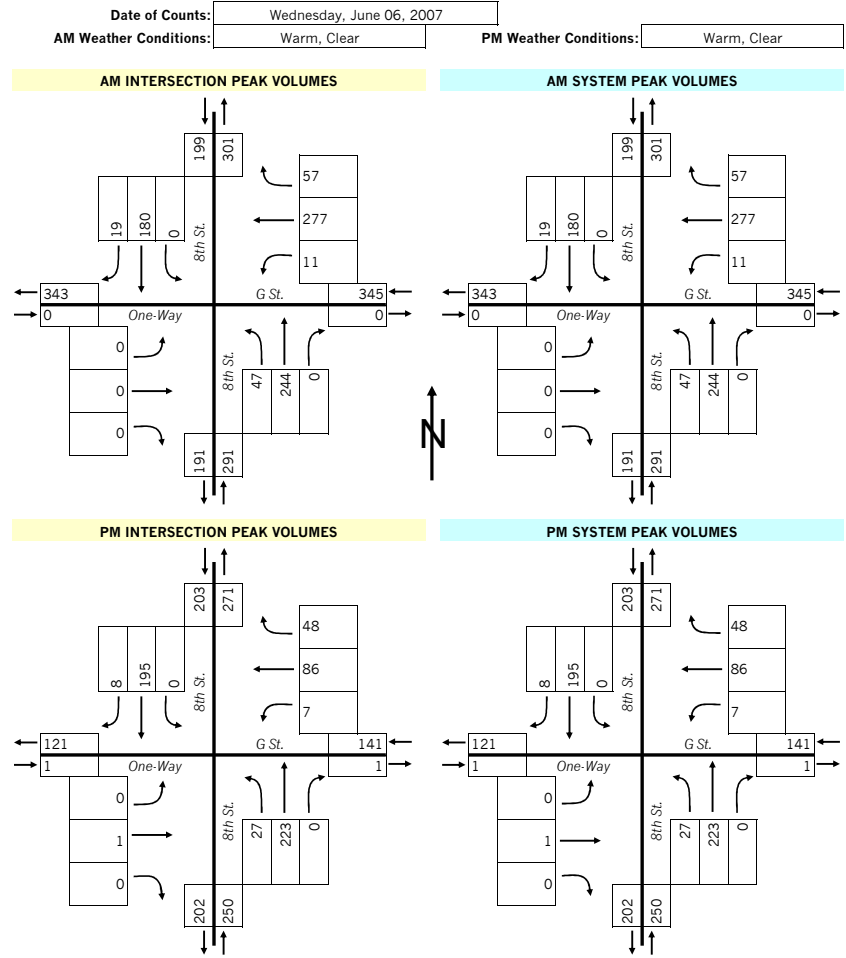 Date of Counts: Wednesday, June 06, 2007
AM Weather Conditions: Warm, Clear
PM Weather Conditions: Warm, Clear
AM INTERSECTION PEAK VOLUMES
199 301
57
19 180 0
8th St.
277
11
343
G St.
345
0
One-Way
0
0
8th St.
47 244 0
0
0
191 291
AM SYSTEM PEAK VOLUMES
199 301
57
19 180 0
8th St.
277
11
343
G St.
345
0
One-Way
0
0
8th St.
47 244 0
0
0
191 291
N
PM INTERSECTION PEAK VOLUMES
203 271
48
8 195 0
8th St.
86
7
121
G St.
141
1
One-Way
1
0
8th St.
27 223 0
1
0
202 250
PM SYSTEM PEAK VOLUMES
203 271
48
8 195 0
8th St.
86
7
121
G St.
141
1
One-Way
1
0
8th St.
27 223 0
1
0
202 250